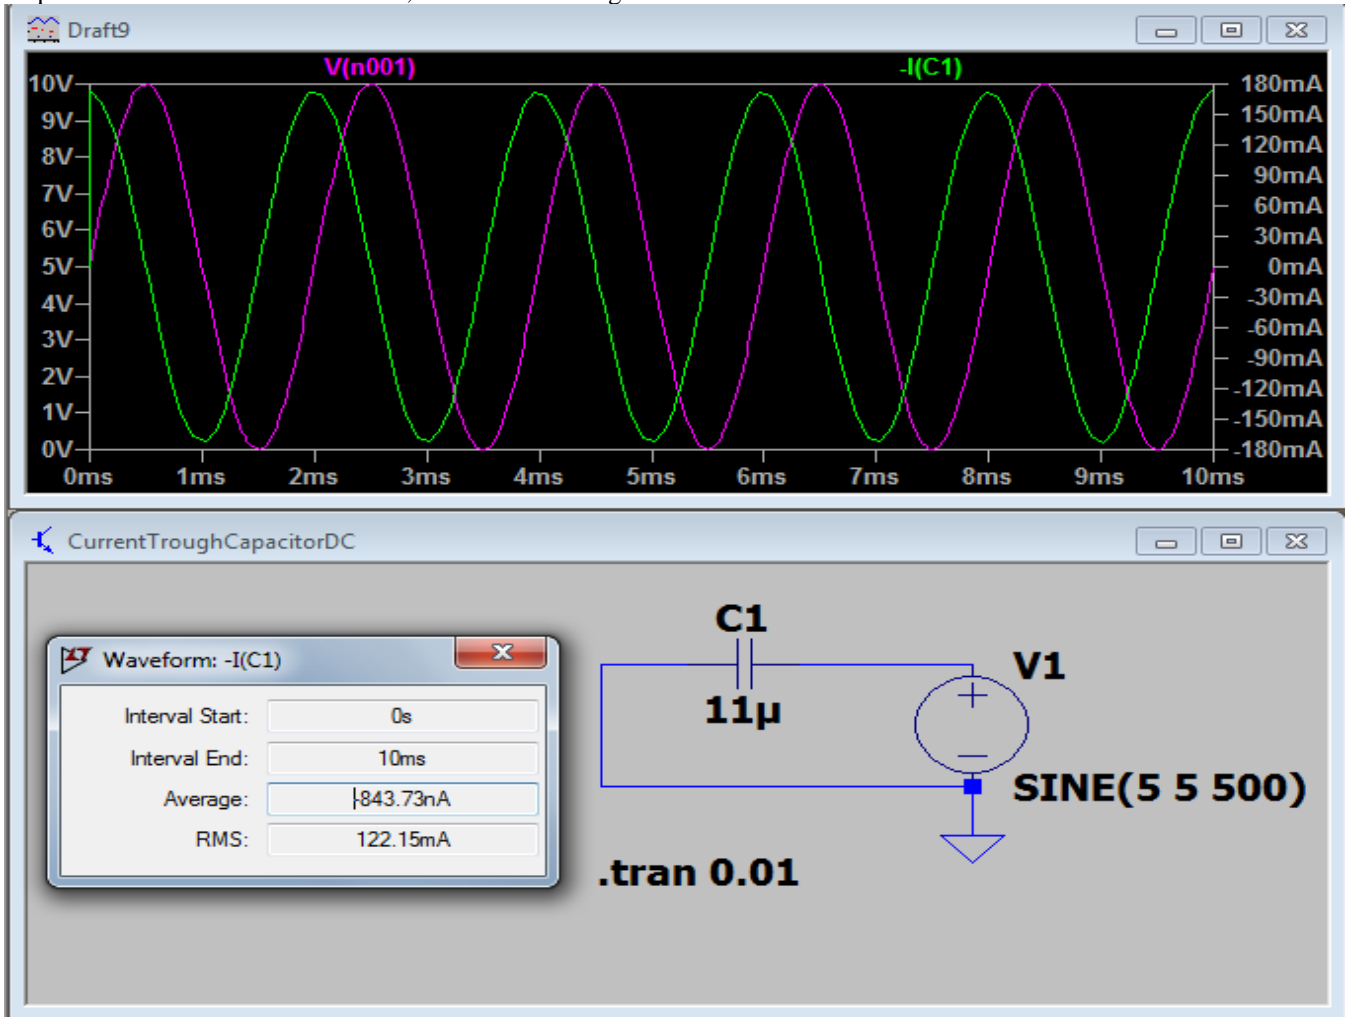 Draft9
V(n001) -I(C1)
10V 180mA
9V 150mA
8V 120mA
7V 90mA
6V 60mA
5V 30mA
4V 0mA
3V -30mA
2V -60mA
1V -90mA
0V -120mA
-150mA
-180mA
0ms 1ms 2ms 3ms 4ms 5ms 6ms 7ms 8ms 9ms 10ms
CurrentTroughCapacitorDC
Waveform: -I(C1)
Interval Start: 0s
Interval End: 10ms
Average: -843.73nA
RMS: 122.15mA
C1
11µ
V1
SINE(5 5 500)
.tran 0.01